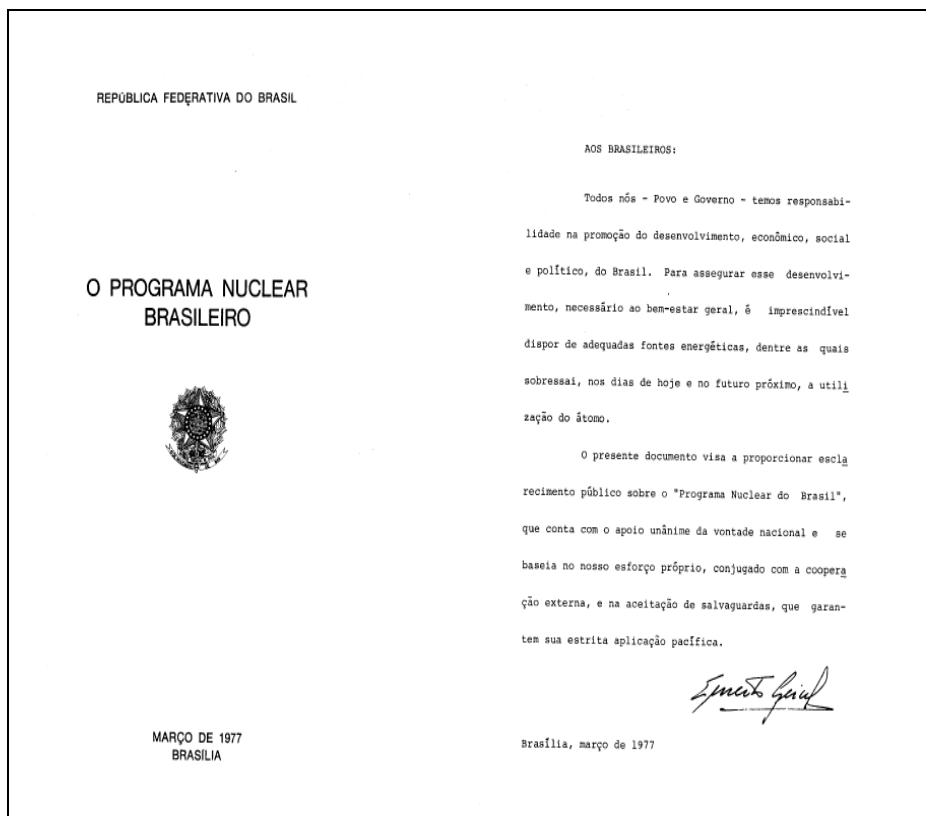 REPÚBLICA FEDERATIVA DO BRASIL
O PROGRAMA NUCLEAR
BRASILEIRO
MARÇO DE 1977
BRASÍLIA
AOS BRASILEIROS:
Todos nós - Povo e Governo - temos responsabi-
lidade na promoção do desenvolvimento, econômico, social
e político, do Brasil. Para assegurar esse desenvolvi-
mento, necessário ao bem-estar geral, é imprescindível
dispor de adequadas fontes energéticas, dentre as quais
sobressai, nos dias de hoje e no futuro próximo, a utili
zação do átomo.
O presente documento visa a proporcionar escla
recimento público sobre o "Programa Nuclear do Brasil",
que conta com o apoio unânime da vontade nacional e se
baseia no nosso esforço próprio, conjugado com a coopera
ção externa, e na aceitação de salvaguardas, que garan-
tem sua estrita aplicação pacífica.
Ernesto Geisel
Brasília, março de 1977